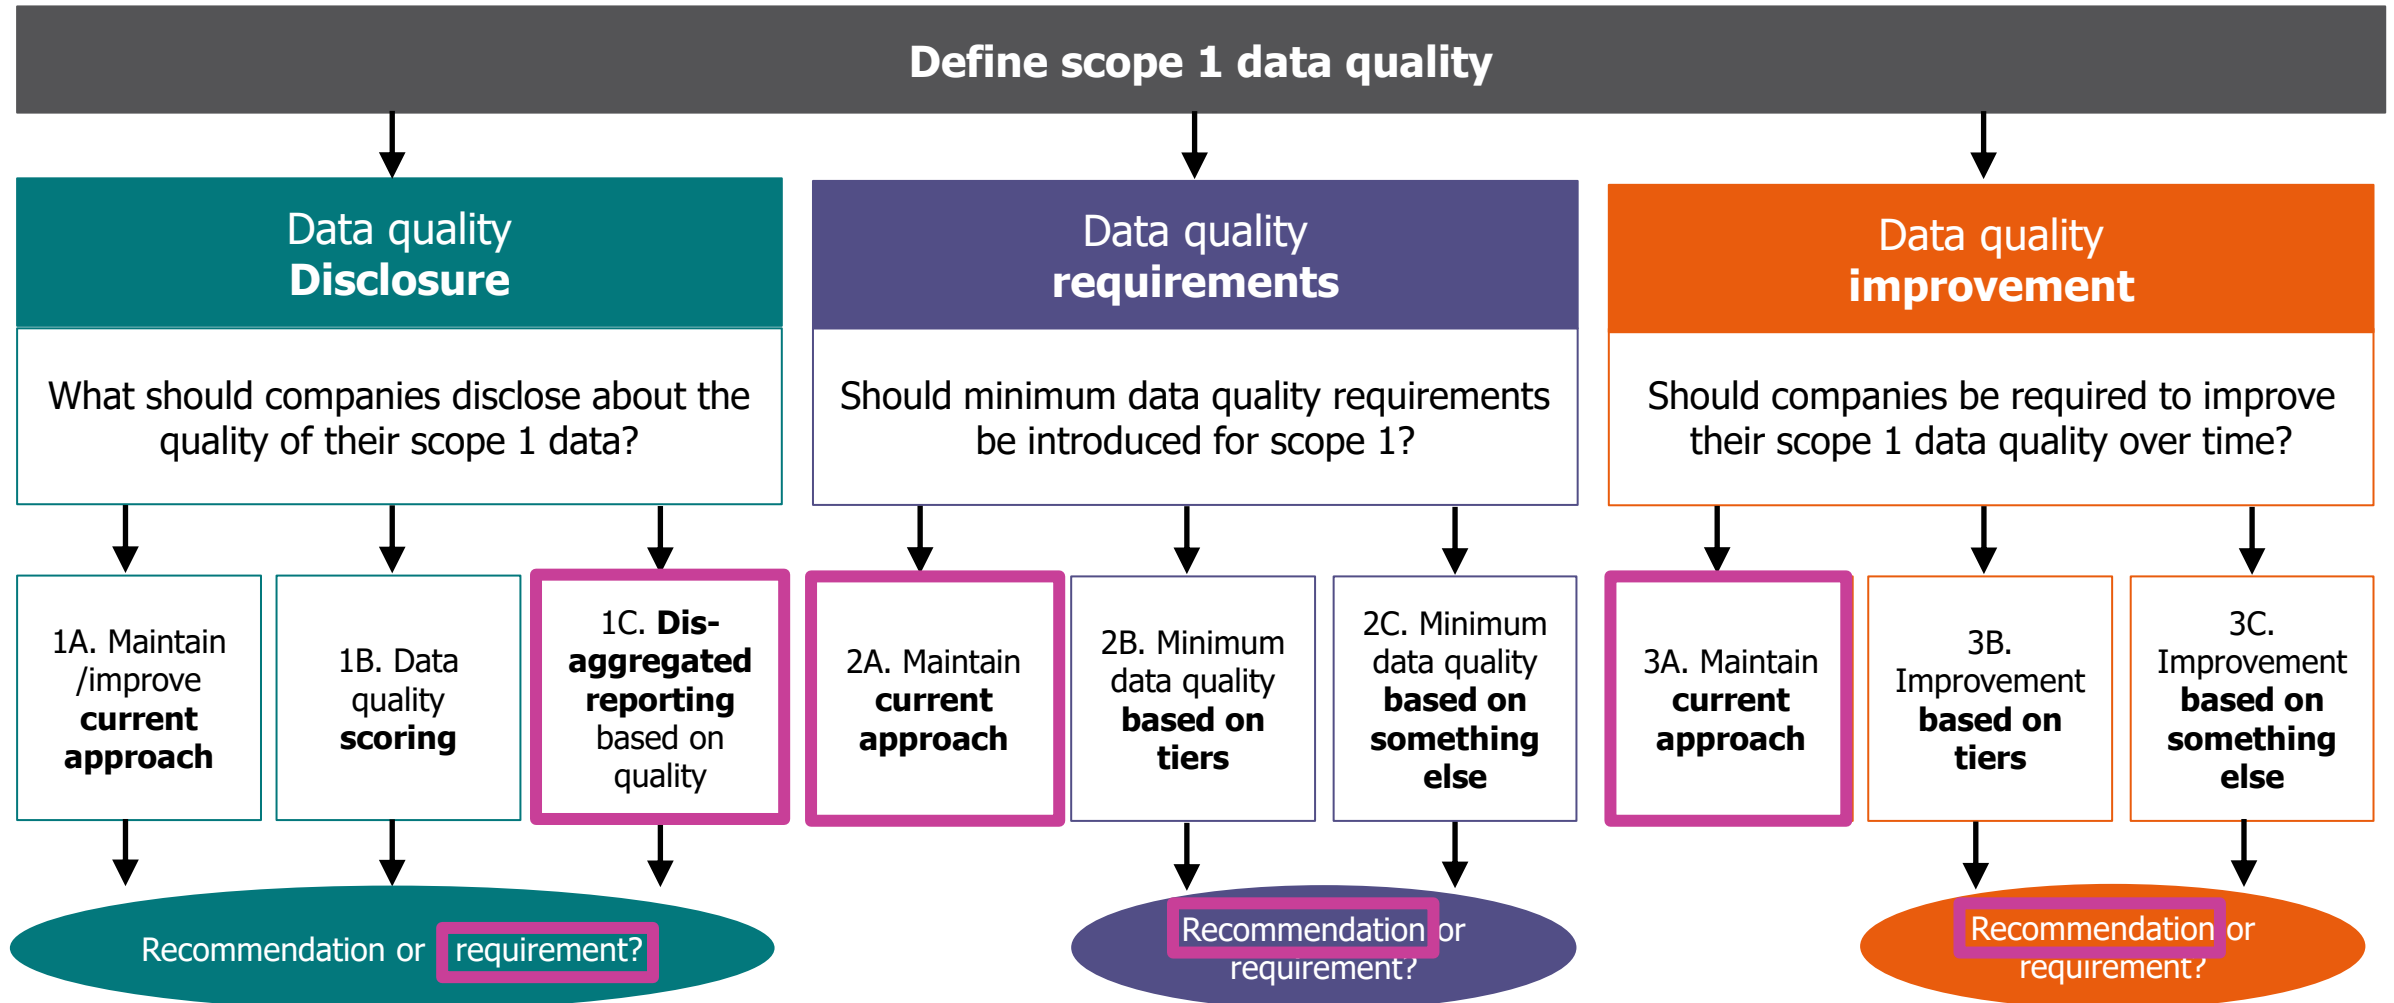 Define scope 1 data quality
Data quality
Disclosure
What should companies disclose about the
quality of their scope 1 data?
1A. Maintain
/improve
current
approach
1B. Data
quality
scoring
1C. Dis-
aggregated
reporting
based on
quality
Recommendation or requirement?
Data quality
requirements
Should minimum data quality requirements
be introduced for scope 1?
2A. Maintain
current
approach
2B. Minimum
data quality
based on
tiers
2C. Minimum
data quality
based on
something
else
Recommendation or
requirement?
Data quality
improvement
Should companies be required to improve
their scope 1 data quality over time?
3A. Maintain
current
approach
3B.
Improvement
based on
tiers
3C.
Improvement
based on
something
else
Recommendation or
requirement?